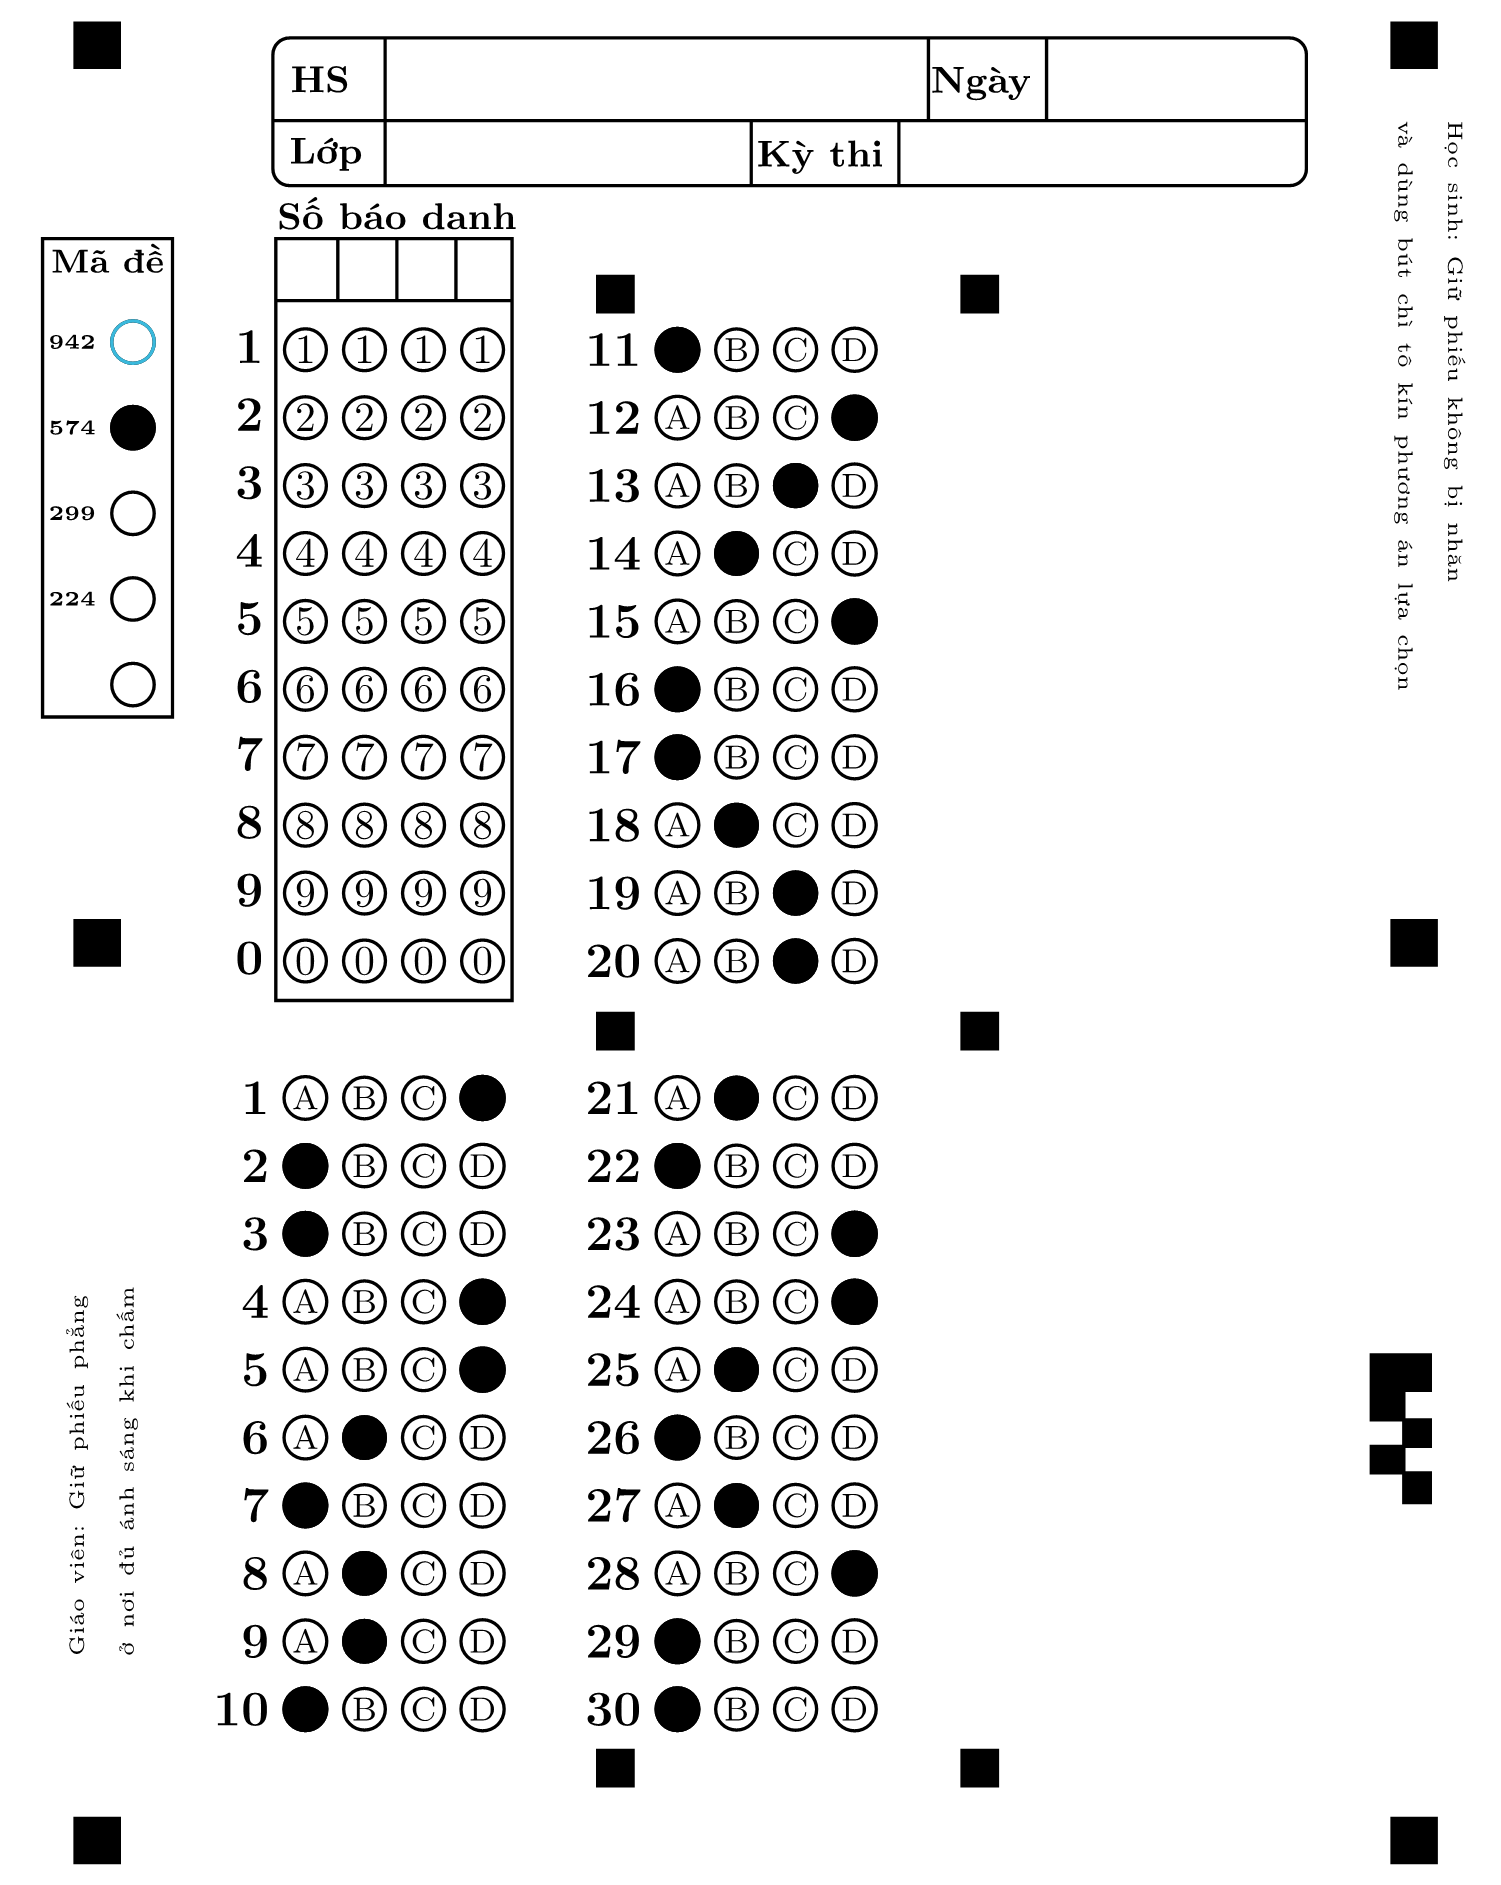 HS
Ngày
Lớp
Kỳ thi
Học sinh: Giữ phiếu không bị nhăn
và dùng bút chì tô kín phương án lựa chọn
Số báo danh
Mã đề
942
574
299
224
1 1 1 1 1
2 2 2 2 2
3 3 3 3 3
4 4 4 4 4
5 5 5 5 5
6 6 6 6 6
7 7 7 7 7
8 8 8 8 8
9 9 9 9 9
0 0 0 0 0
11 B C D
12 A B C
13 A B D
14 A C D
15 A B C
16 B C D
17 B C D
18 A C D
19 A B D
20 A B D
1 A B C
2 B C D
3 B C D
4 A B C
5 A B C
6 A C D
7 B C D
8 A C D
9 A C D
10 B C D
21 A C D
22 B C D
23 A B C
24 A B C
25 A C D
26 B C D
27 A C D
28 A B C
29 B C D
30 B C D
Giáo viên: Giữ phiếu phẳng
ở nơi đủ ánh sáng khi chấm